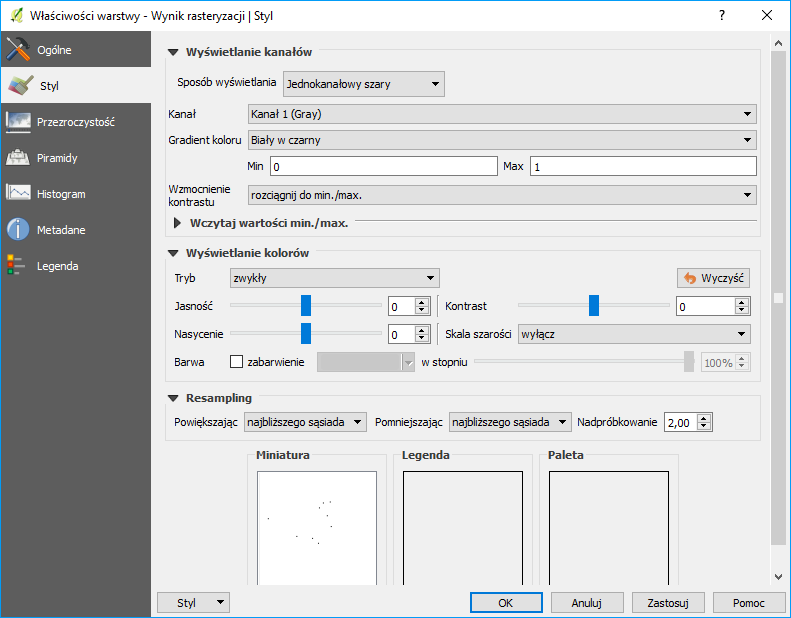 Właściwości warstwy - Wynik rasteryzacji | Styl
?
Ogólne
Styl
Przezroczystość
Piramidy
Histogram
Metadane
Legenda
Wyświetlanie kanałów
Sposób wyświetlania Jednokanałowy szary
Kanał Kanał 1 (Gray)
Gradient koloru Biały w czarny
Min 0 Max 1
Wzmocnienie
kontrastu rozciągnij do min./max.
Wczytaj wartości min./max.
Wyświetlanie kolorów
Tryb zwykły Wyczyść
Jasność 0 Kontrast 0
Nasycenie 0 Skala szarości wyłącz
Barwa zabarwienie w stopniu 100%
Resampling
Powiększając najbliższego sąsiada Pomniejszając najbliższego sąsiada Nadpróbkowanie 2,00
Miniatura Legenda Paleta
Styl OK Anuluj Zastosuj Pomoc